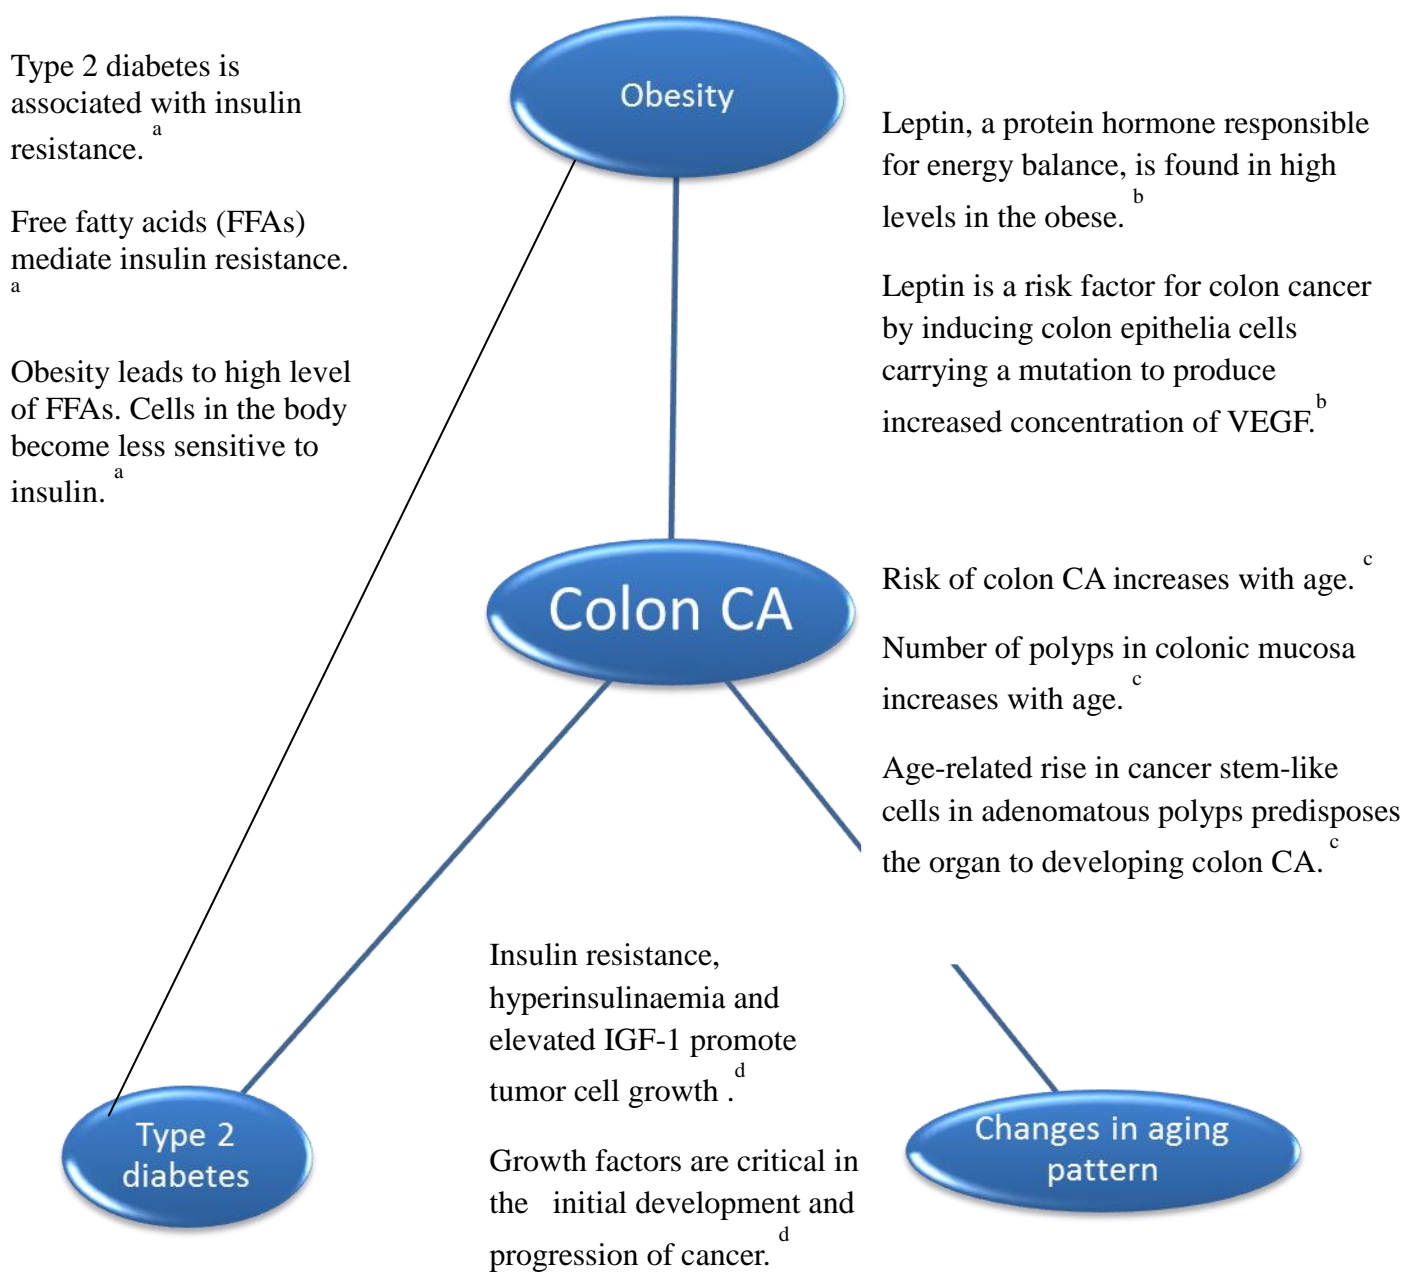 Type 2 diabetes is
associated with insulin
resistance. a
Free fatty acids (FFAs)
mediate insulin resistance.
a
Obesity leads to high level
of FFAs. Cells in the body
become less sensitive to
insulin. a
Obesity
Leptin, a protein hormone responsible
for energy balance, is found in high
levels in the obese. b
Leptin is a risk factor for colon cancer
by inducing colon epithelia cells
carrying a mutation to produce
increased concentration of VEGF. b
Colon CA
Risk of colon CA increases with age. c
Number of polyps in colonic mucosa
increases with age. c
Age-related rise in cancer stem-like
cells in adenomatous polyps predisposes
the organ to developing colon CA. c
Insulin resistance,
hyperinsulinaemia and
elevated IGF-1 promote
tumor cell growth . d
Growth factors are critical in
the initial development and
progression of cancer. d
Type 2
diabetes
Changes in aging
pattern